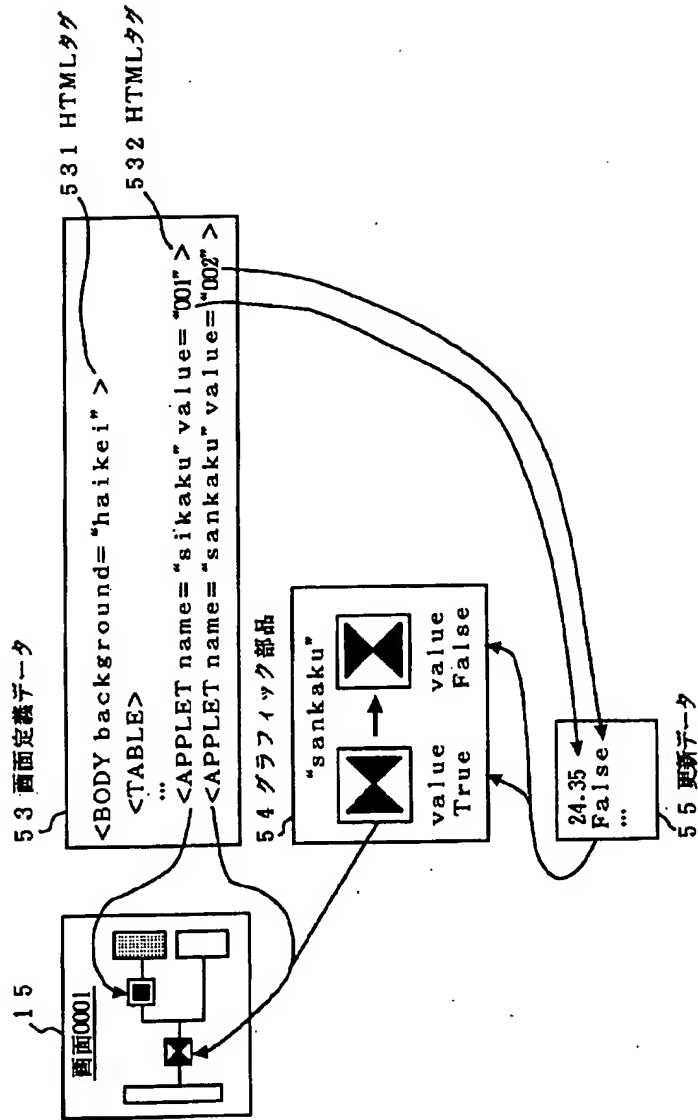 15
画面0001
53 画面定義データ
<BODY background="haikei" >
<TABLE>
…
<APPLET name="sikaku" value="001" >
<APPLET name="sankaku" value="002" >
531 HTMLタグ
532 HTMLタグ
54 グラフィック部品
"sankaku"
value
True
value
False
24.35
False
…
55 更新データ